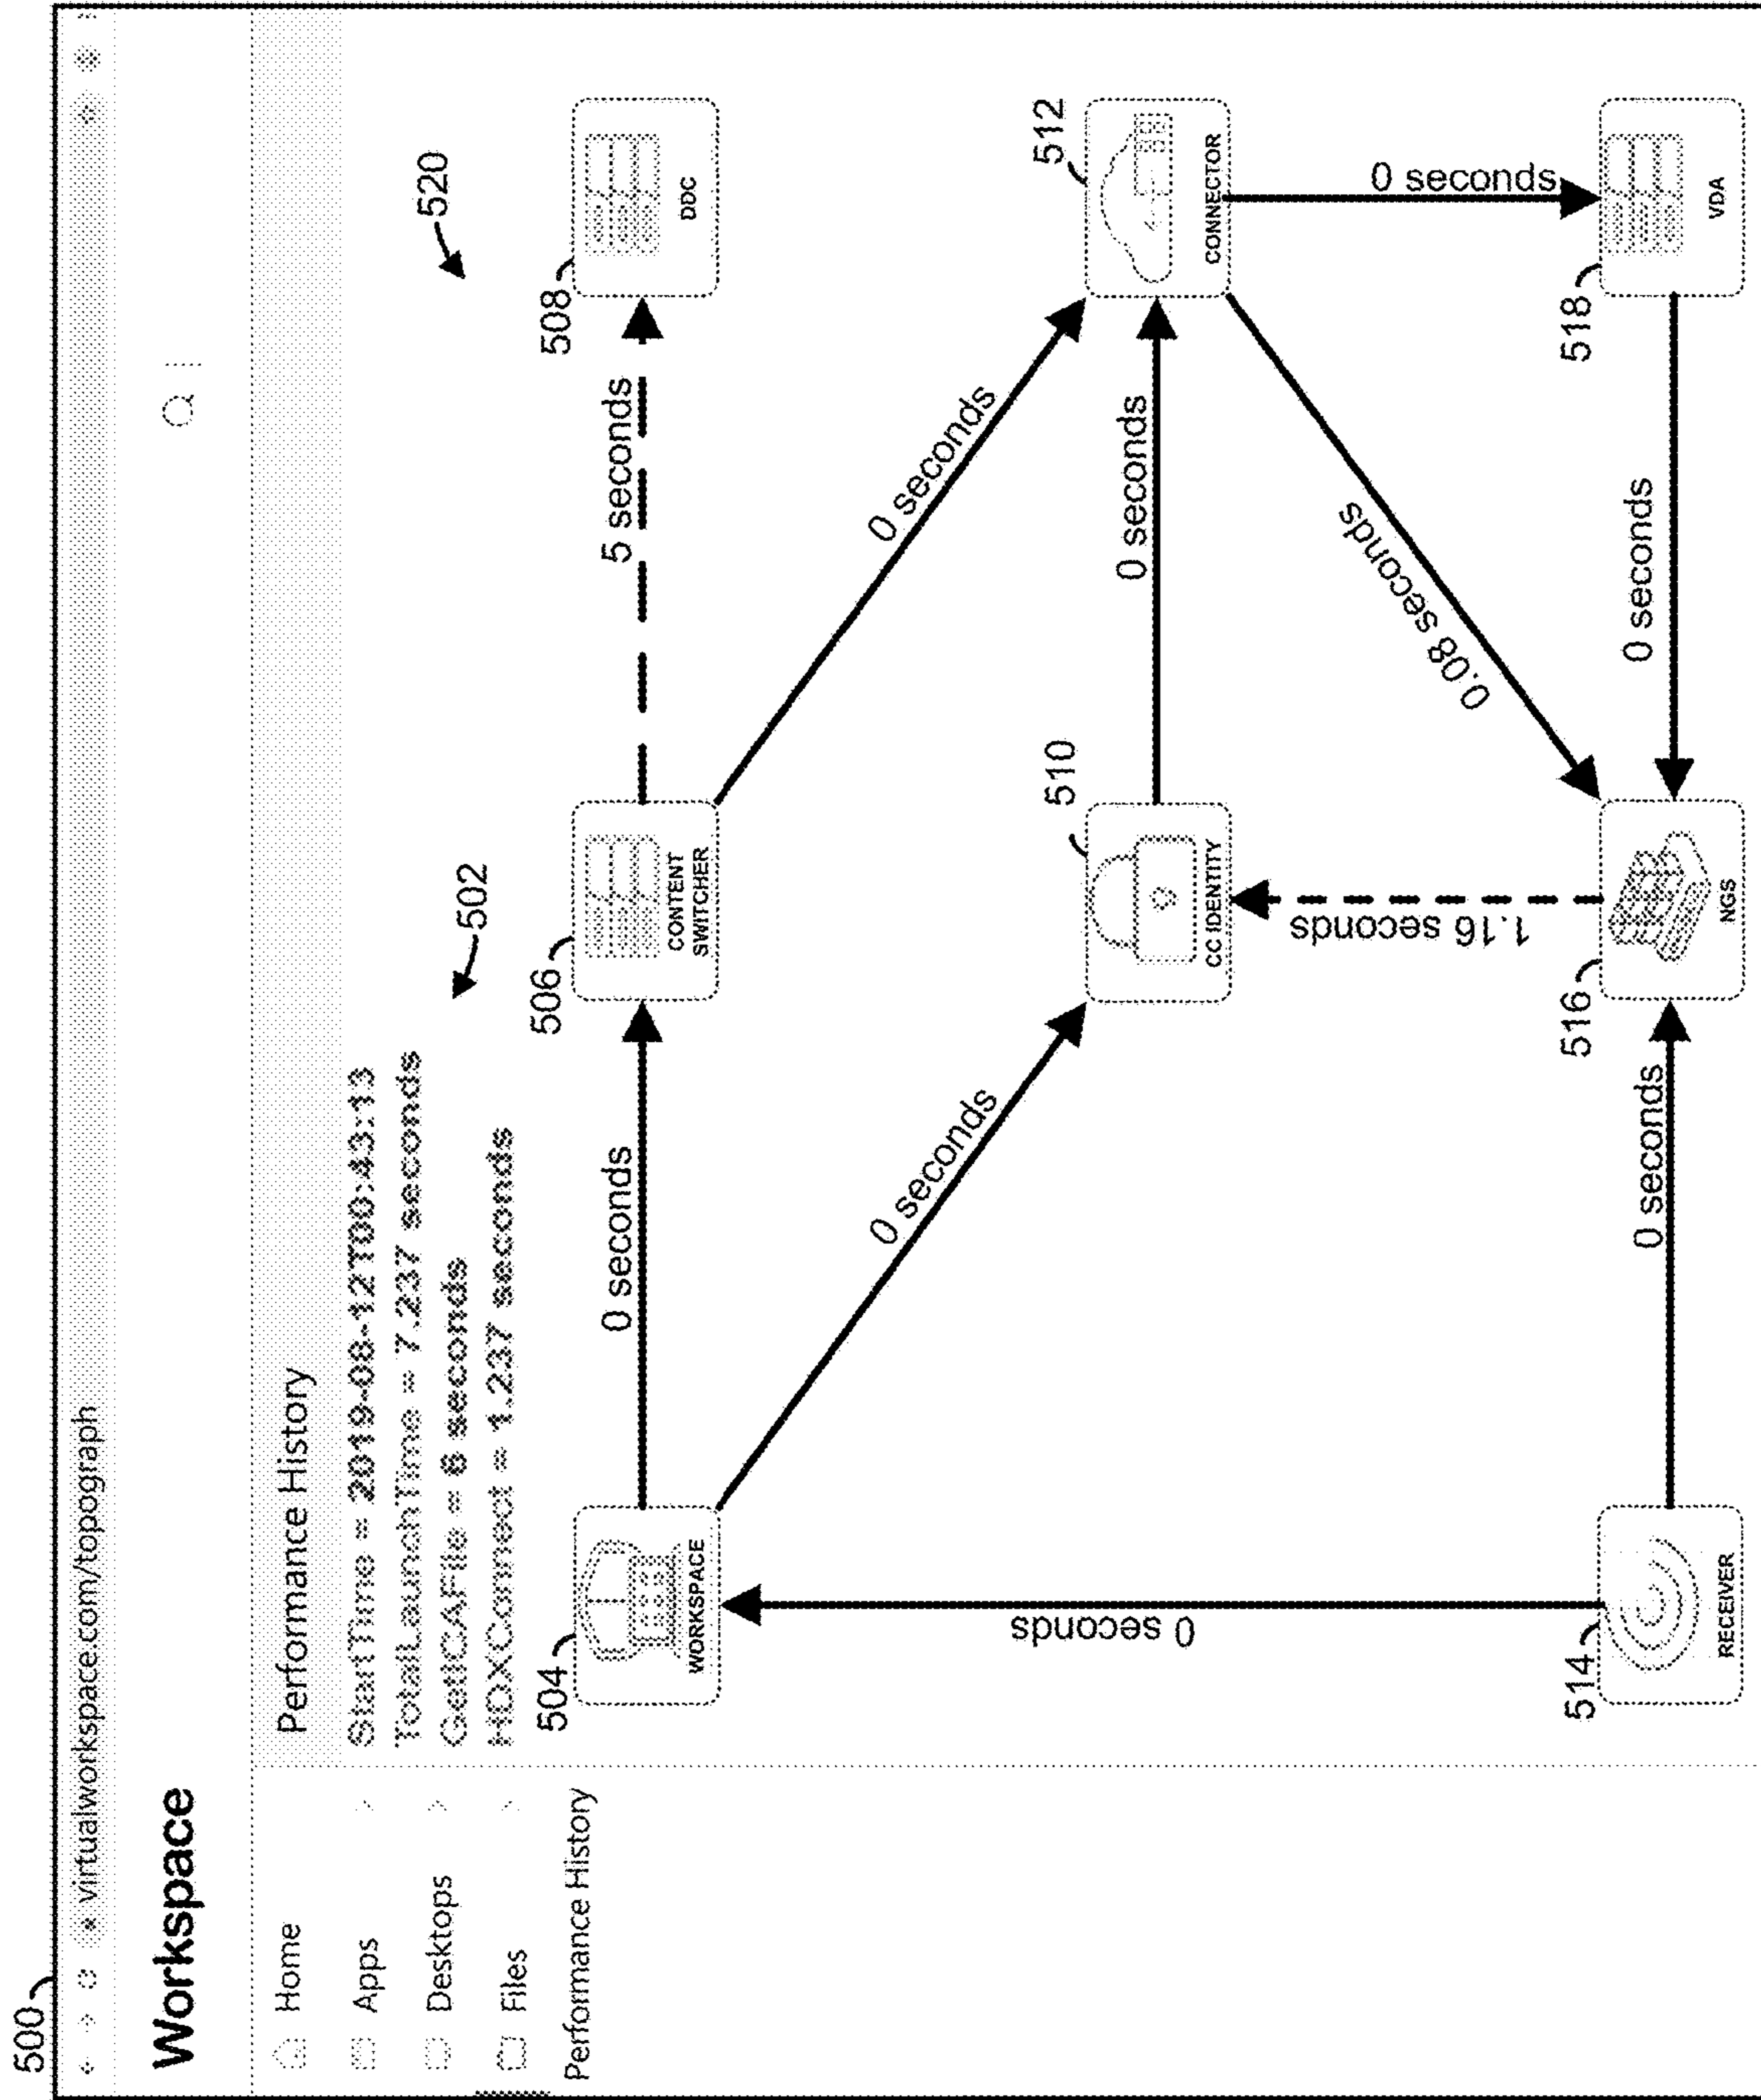 500
virtualworkspace.com/topograph
Workspace
Home
Apps
Desktops
Files
Performance History
Performance History
StartTime = 2019-08-12T00:43:13
TotalLaunchTime = 7.237 seconds
GetICAFile = 6 seconds
HDXConnect = 1.237 seconds
502
520
504
WORKSPACE
0 seconds
506
CONTENT
SWITCHER
5 seconds
508
DDC
0 seconds
0 seconds
0 seconds
510
CC IDENTITY
0 seconds
512
CONNECTOR
1.16 seconds
0.08 seconds
0 seconds
514
RECEIVER
0 seconds
516
NGS
0 seconds
518
VDA